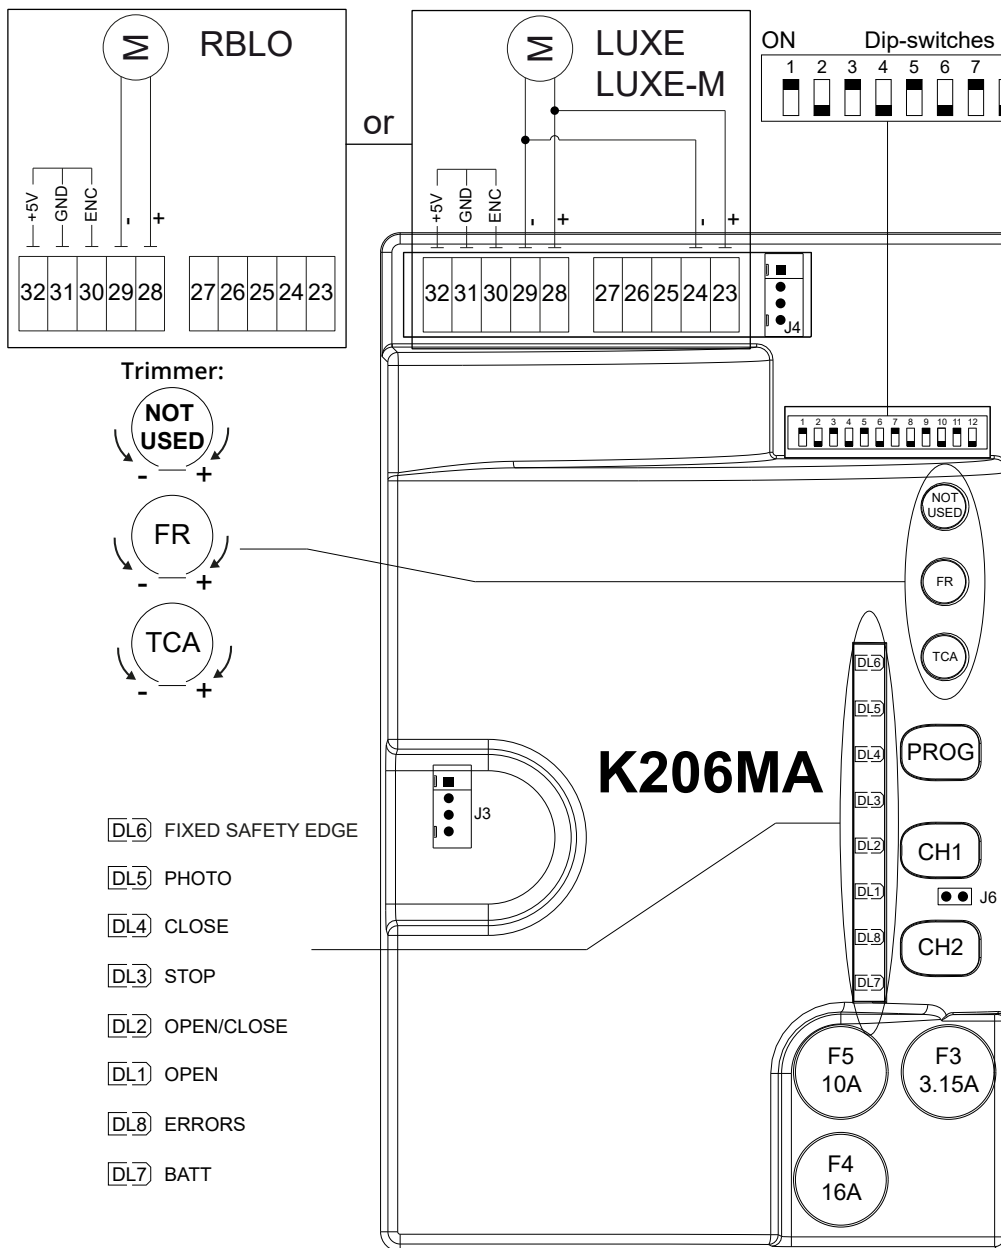 RBLO
M
+5V
GND
ENC
-
+
32 31 30 29 28 27 26 25 24 23
or
LUXE
LUXE-M
M
+5V
GND
ENC
-
+
-
+
32 31 30 29 28 27 26 25 24 23
J4
ON Dip-switches
1 2 3 4 5 6 7
1 2 3 4 5 6 7 8 9 10 11 12
Trimmer:
NOT
USED
- +
FR
- +
TCA
- +
NOT
USED
FR
TCA
DL6
DL5
DL4
DL3
DL2
DL1
DL8
DL7
PROG
CH1
J6
CH2
K206MA
J3
DL6 FIXED SAFETY EDGE
DL5 PHOTO
DL4 CLOSE
DL3 STOP
DL2 OPEN/CLOSE
DL1 OPEN
DL8 ERRORS
DL7 BATT
F5
10A
F3
3.15A
F4
16A